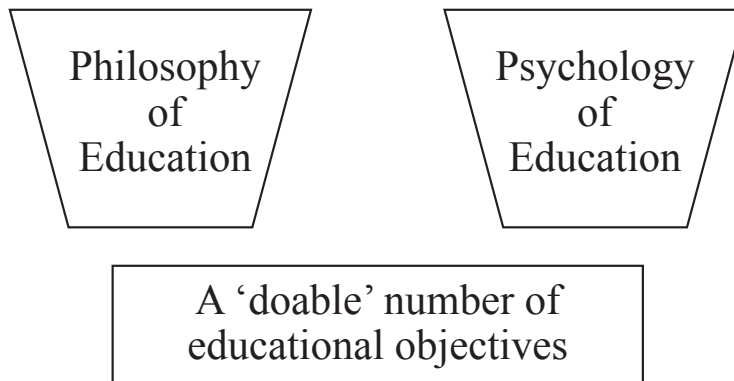 Philosophy
of
Education
Psychology
of
Education
A ‘doable’ number of
educational objectives